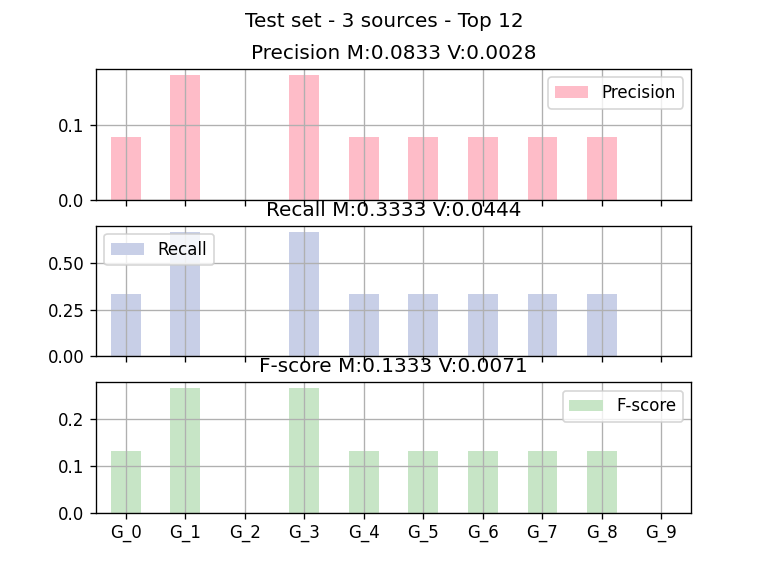 Test set - 3 sources - Top 12
Precision M:0.0833 V:0.0028
Precision
0.1
0.0
Recall M:0.3333 V:0.0444
Recall
0.50
0.25
0.00
F-score M:0.1333 V:0.0071
F-score
0.2
0.1
0.0
G_0 G_1 G_2 G_3 G_4 G_5 G_6 G_7 G_8 G_9